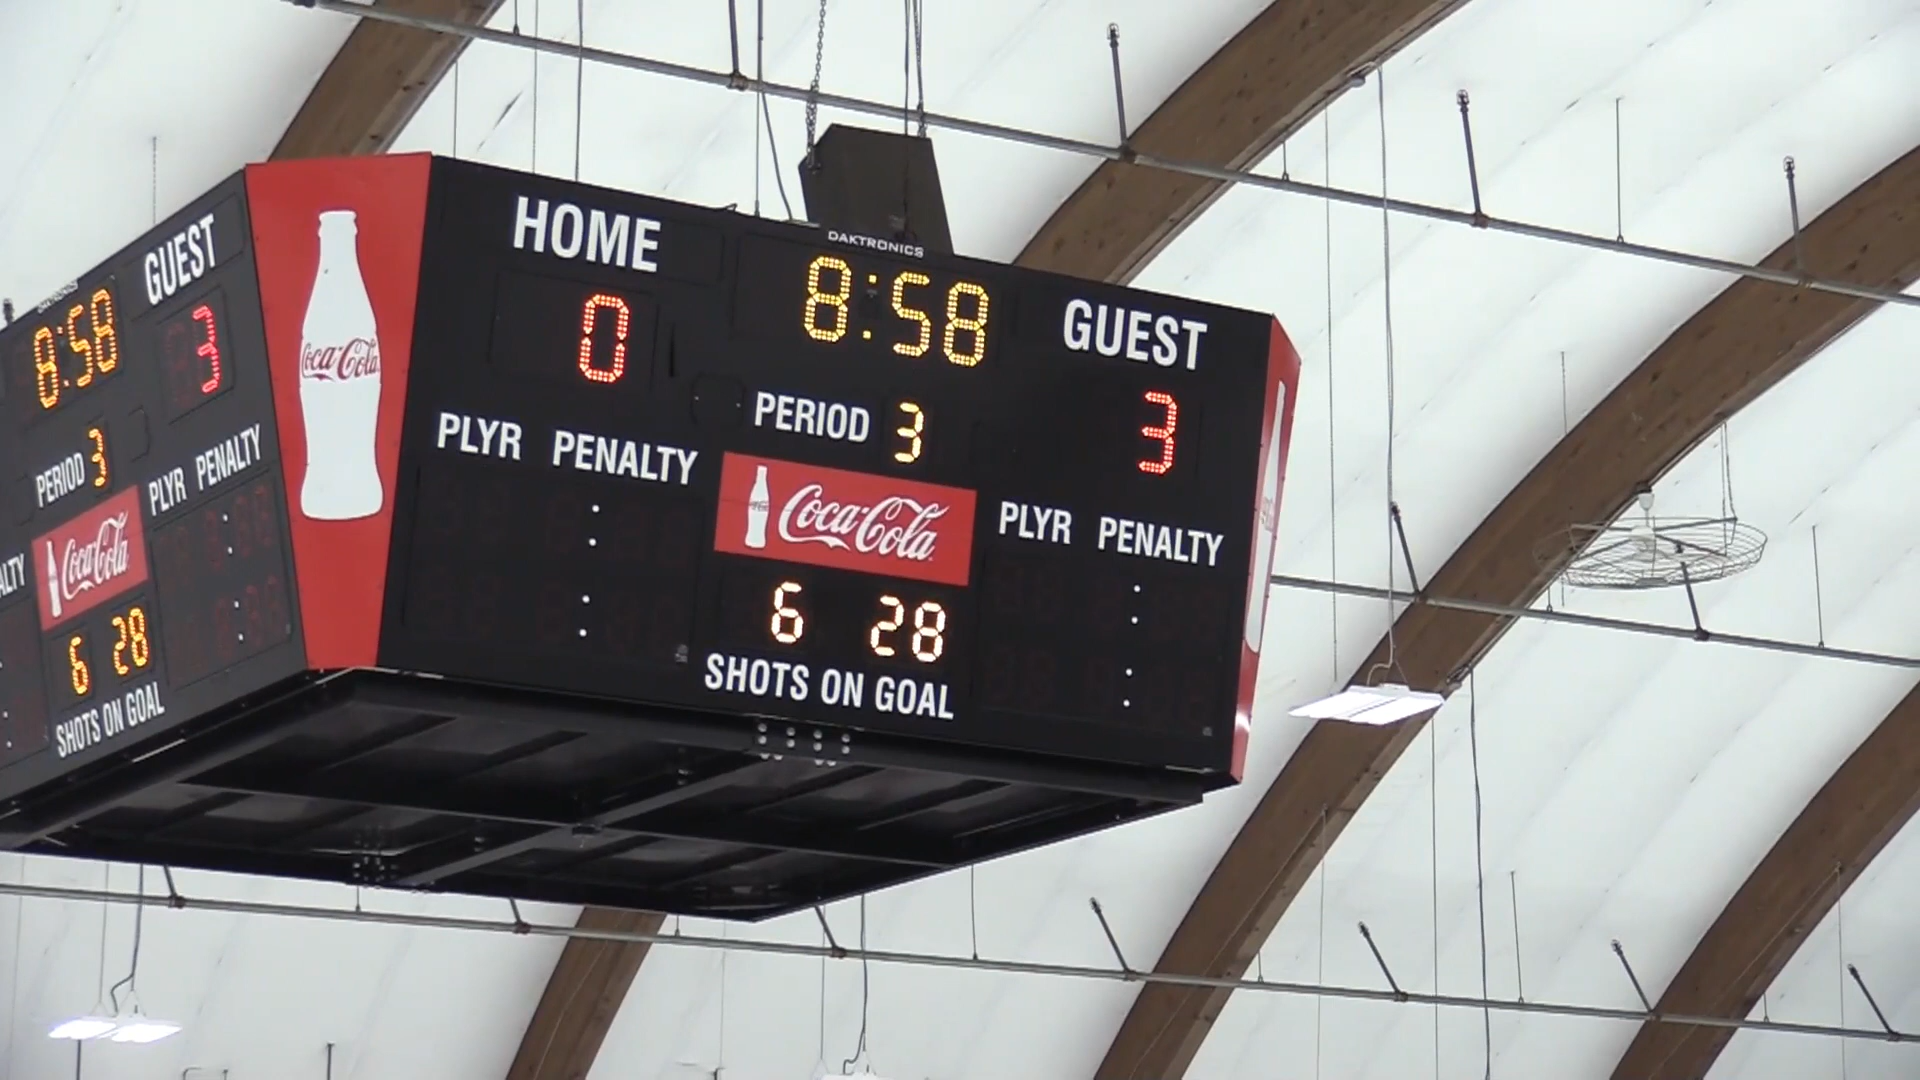 HOME
DAKTRONICS
8:58
GUEST
0
3
PERIOD 3
PLYR PENALTY
Coca-Cola
PLYR PENALTY
6 28
SHOTS ON GOAL
Coca-Cola
GUEST
8:58
3
PERIOD 3
PLYR PENALTY
ALTY
Coca-Cola
6 28
SHOTS ON GOAL